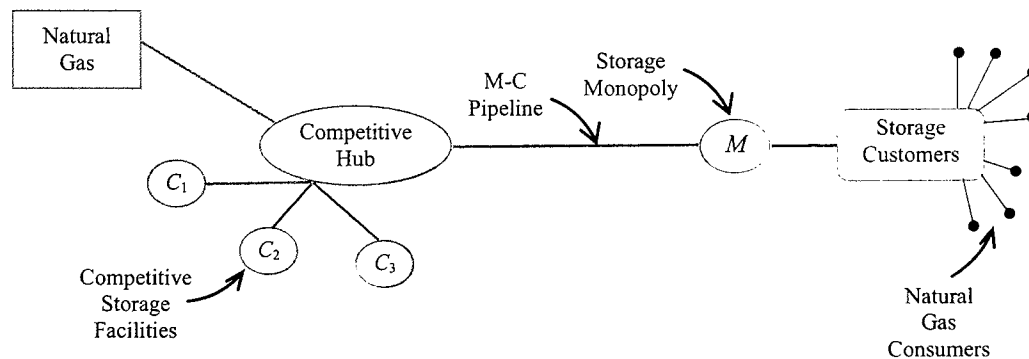 Natural
Gas
Competitive
Hub
M-C
Pipeline
Storage
Monopoly
M
Storage
Customers
C1
C2
C3
Competitive
Storage
Facilities
Natural
Gas
Consumers